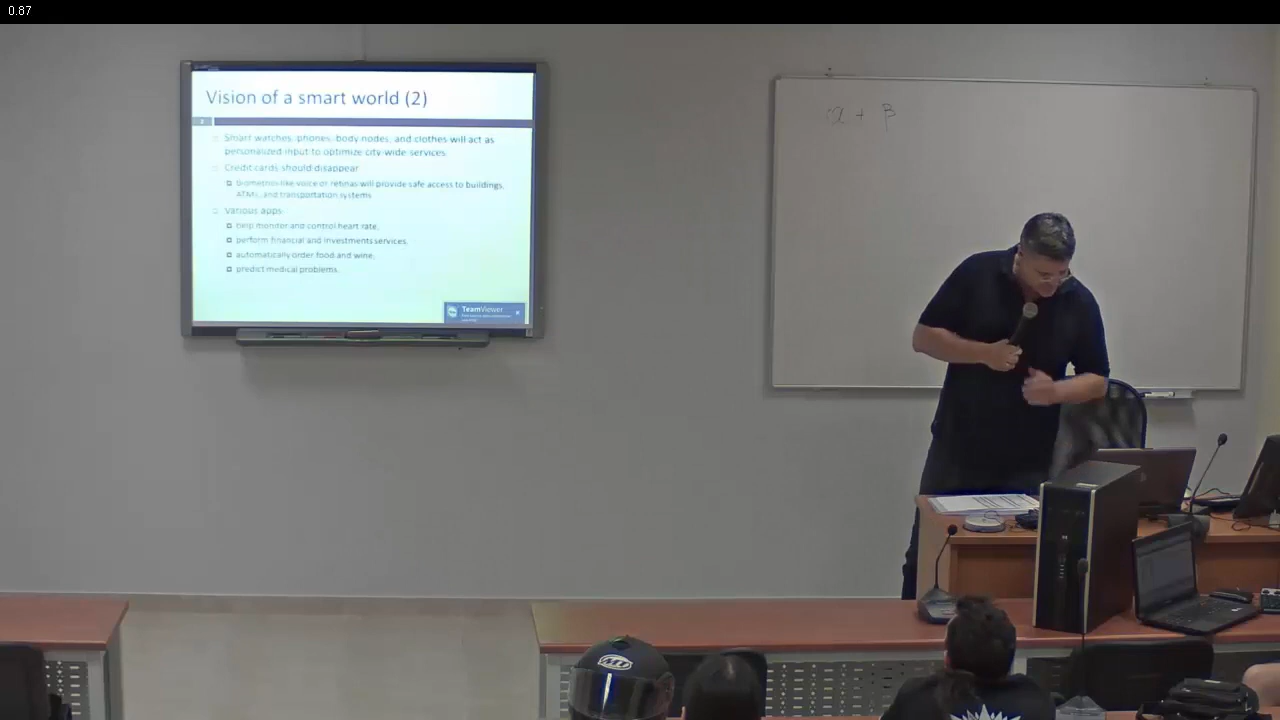 0.87
Vision of a smart world (2)
2
Smart watches, phones, body nodes, and clothes will act as
personalized input to optimize city-wide services
Credit cards should disappear
Biometrics like voice or retinas will provide safe access to buildings,
ATMs, and transportation systems
Various apps
help monitor and control heart rate,
perform financial and investments services,
automatically order food and wine,
predict medical problems.
TeamViewer
α + β
MT